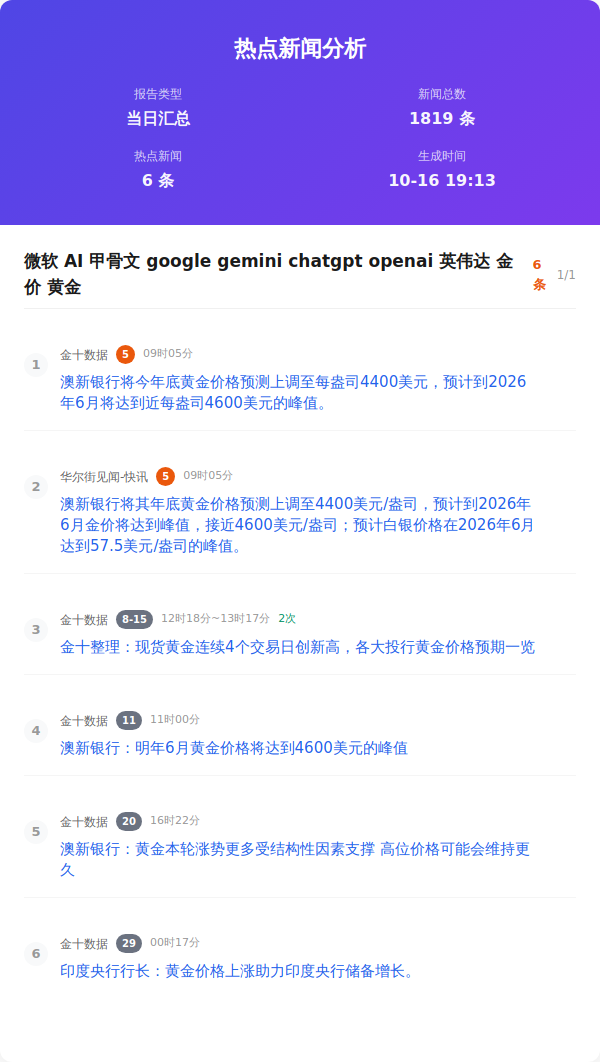 热点新闻分析
报告类型
当日汇总
新闻总数
1819 条
热点新闻
6 条
生成时间
10-16 19:13
微软 AI 甲骨文 google gemini chatgpt openai 英伟达 金
价 黄金
6
条
1/1
1
金十数据 5 09时05分
澳新银行将今年底黄金价格预测上调至每盎司4400美元，预计到2026
年6月将达到近每盎司4600美元的峰值。
2
华尔街见闻-快讯 5 09时05分
澳新银行将其年底黄金价格预测上调至4400美元/盎司，预计到2026年
6月金价将达到峰值，接近4600美元/盎司；预计白银价格在2026年6月
达到57.5美元/盎司的峰值。
3
金十数据 8-15 12时18分~13时17分 2次
金十整理：现货黄金连续4个交易日创新高，各大投行黄金价格预期一览
4
金十数据 11 11时00分
澳新银行：明年6月黄金价格将达到4600美元的峰值
5
金十数据 20 16时22分
澳新银行：黄金本轮涨势更多受结构性因素支撑 高位价格可能会维持更
久
6
金十数据 29 00时17分
印度央行行长：黄金价格上涨助力印度央行储备增长。